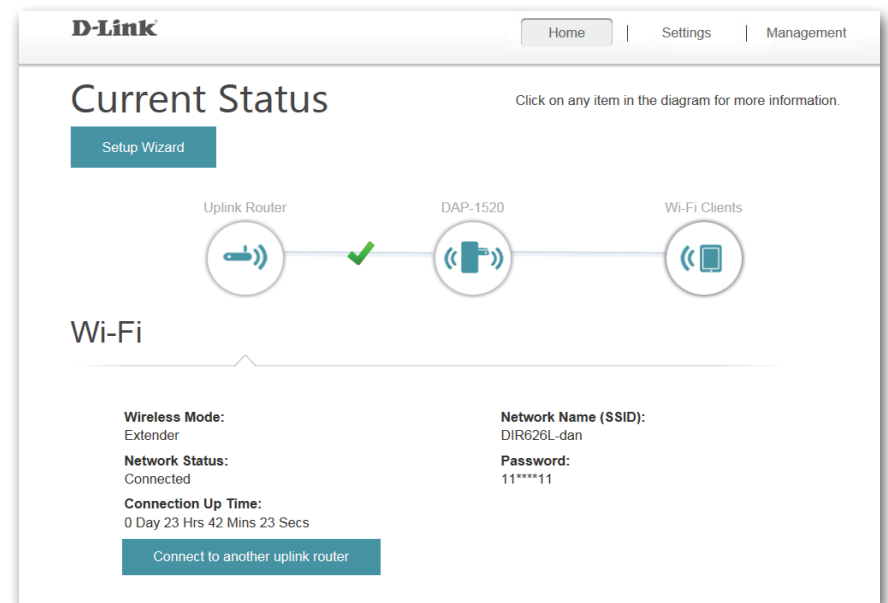 D-Link
Home
Settings
Management
Current Status
Click on any item in the diagram for more information.
Setup Wizard
Uplink Router
DAP-1520
Wi-Fi Clients
Wi-Fi
Wireless Mode:
Extender
Network Status:
Connected
Connection Up Time:
0 Day 23 Hrs 42 Mins 23 Secs
Connect to another uplink router
Network Name (SSID):
DIR626L-dan
Password:
11****11